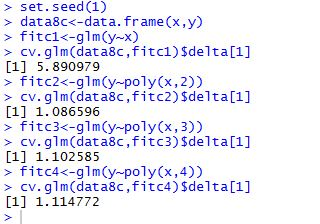 > set.seed(1)
> data8c<-data.frame(x,y)
> fitc1<-glm(y~x)
> cv.glm(data8c,fitc1)$delta[1]
[1] 5.890979
> fitc2<-glm(y~poly(x,2))
> cv.glm(data8c,fitc2)$delta[1]
[1] 1.086596
> fitc3<-glm(y~poly(x,3))
> cv.glm(data8c,fitc3)$delta[1]
[1] 1.102585
> fitc4<-glm(y~poly(x,4))
> cv.glm(data8c,fitc4)$delta[1]
[1] 1.114772
>